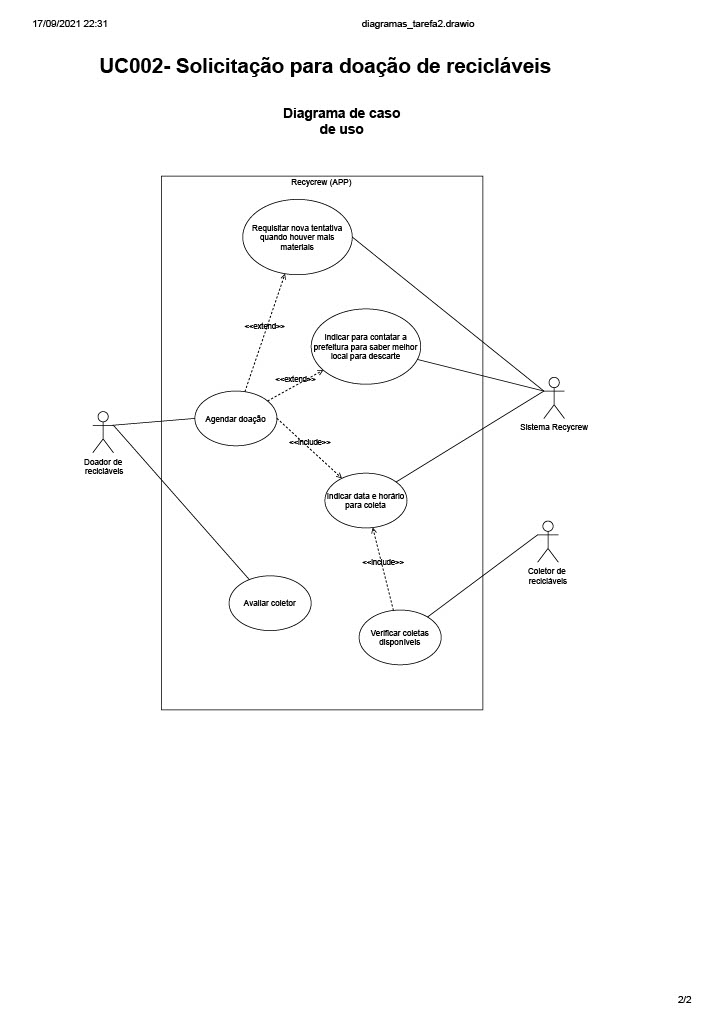 17/09/2021 22:31
diagramas_tarefa2.drawio
UC002- Solicitação para doação de recicláveis
Diagrama de caso
de uso
Recycrew (APP)
Requisitar nova tentativa
quando houver mais
materiais
<<extend>>
Indicar para contatar a
prefeitura para saber melhor
local para descarte
<<extend>>
Agendar doação
<<include>>
Sistema Recycrew
Doador de
recicláveis
Indicar data e horário
para coleta
<<include>>
Coletor de
recicláveis
Avaliar coletor
Verificar coletas
disponíveis
2/2